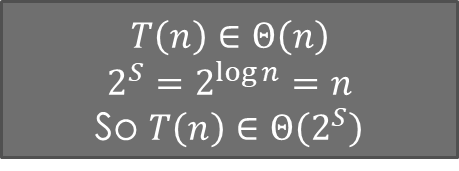 T(n) ∈ Θ(n)
2^S = 2^{log n} = n
So T(n) ∈ Θ(2^S)